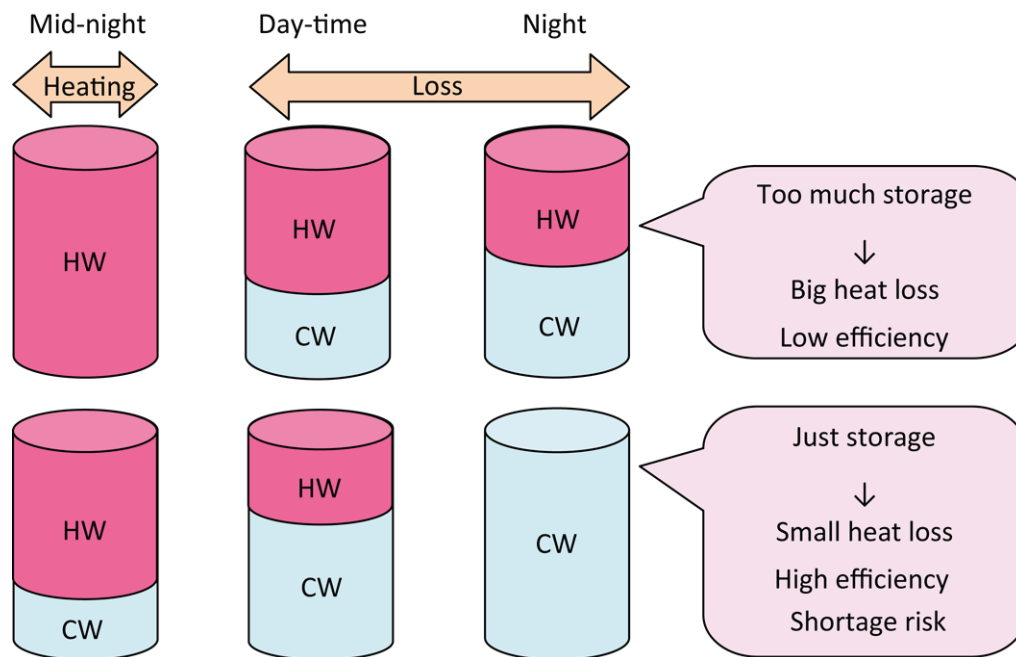 Mid-night
Day-time
Night
Heating
Loss
HW
HW
CW
HW
CW
Too much storage
↓
Big heat loss
Low efficiency
HW
CW
HW
CW
CW
Just storage
↓
Small heat loss
High efficiency
Shortage risk